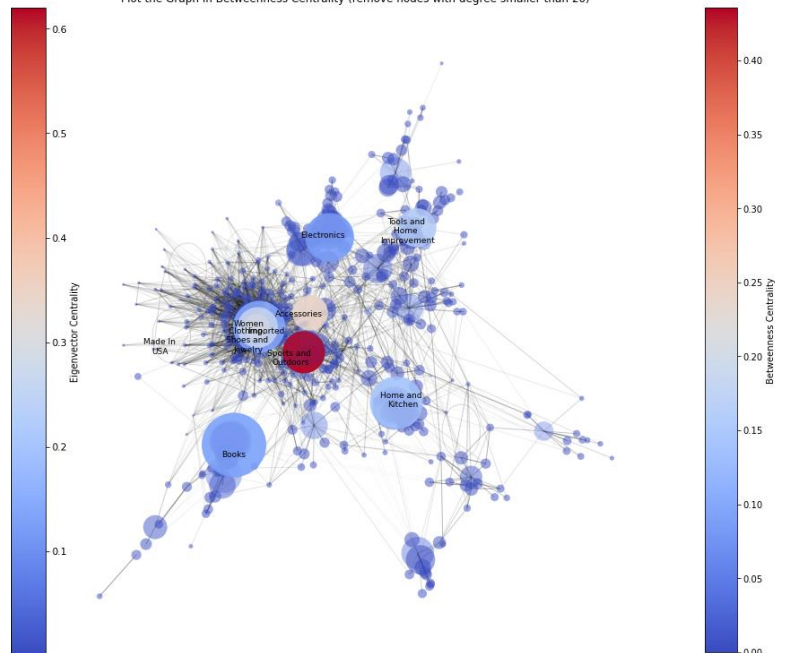 Plot the Graph in Betweenness Centrality (remove nodes with degree smaller than 20)
0.6
0.5
0.4
0.3
0.2
0.1
Eigenvector Centrality
Electronics
Tools and
Home
Improvement
Accessories
Women
Clothing
Imported
Shoes and
Jewelry
Made In
USA
Sports and
Outdoors
Home and
Kitchen
Books
0.40
0.35
0.30
0.25
0.20
0.15
0.10
0.05
0.00
Betweenness Centrality